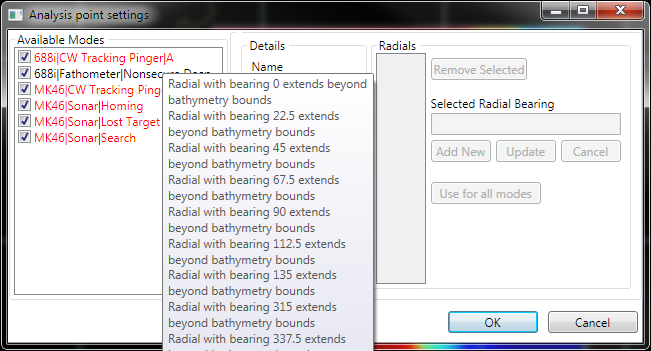 Analysis point settings
Available Modes
688i|CW Tracking Pinger|A
688i|Fathometer|Nonsecure Deep
MK46|CW Tracking Ping
MK46|Sonar|Homing
MK46|Sonar|Lost Target
MK46|Sonar|Search
Details
Name
Radial with bearing 0 extends beyond
bathymetry bounds
Radial with bearing 22.5 extends
beyond bathymetry bounds
Radial with bearing 45 extends
beyond bathymetry bounds
Radial with bearing 67.5 extends
beyond bathymetry bounds
Radial with bearing 90 extends
beyond bathymetry bounds
Radial with bearing 112.5 extends
beyond bathymetry bounds
Radial with bearing 135 extends
beyond bathymetry bounds
Radial with bearing 315 extends
beyond bathymetry bounds
Radial with bearing 337.5 extends
Radials
Remove Selected
Selected Radial Bearing
Add New
Update
Cancel
Use for all modes
OK
Cancel